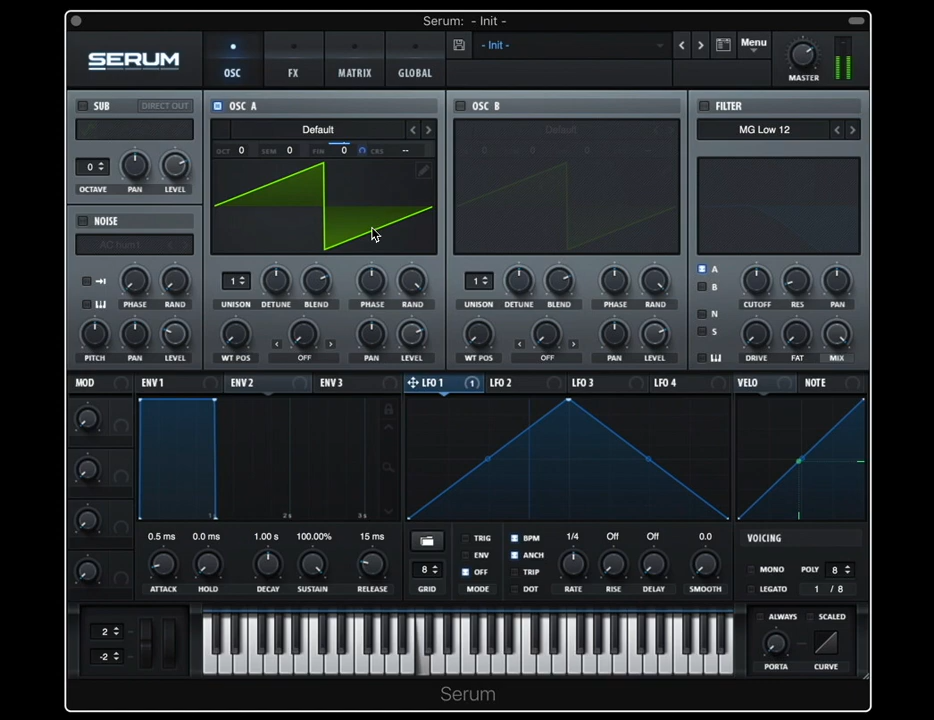 Serum: - Init -
SERUM
OSC FX MATRIX GLOBAL
- Init -
Menu
MASTER
SUB DIRECT OUT
0
OCTAVE PAN LEVEL
NOISE
AC hum1
PHASE RAND
PITCH PAN LEVEL
OSC A
Default
OCT 0 SEM 0 FIN 0 CRS --
1
UNISON DETUNE BLEND PHASE RAND
WT POS OFF PAN LEVEL
OSC B
Default
1
UNISON DETUNE BLEND PHASE RAND
WT POS OFF PAN LEVEL
FILTER
MG Low 12
A
B
N
S
CUTOFF RES PAN
DRIVE FAT MIX
MOD ENV 1 ENV 2 ENV 3 LFO 1 1 LFO 2 LFO 3 LFO 4 VELO NOTE
2s 3s
0.5 ms 0.0 ms 1.00 s 100.00% 15 ms
ATTACK HOLD DECAY SUSTAIN RELEASE
8
GRID
TRIG
ENV
OFF
MODE
BPM
ANCH
TRIP
DOT
1/4 Off Off 0.0
RATE RISE DELAY SMOOTH
VOICING
MONO POLY 8
LEGATO 1 / 8
2
-2
ALWAYS SCALED
PORTA CURVE
Serum